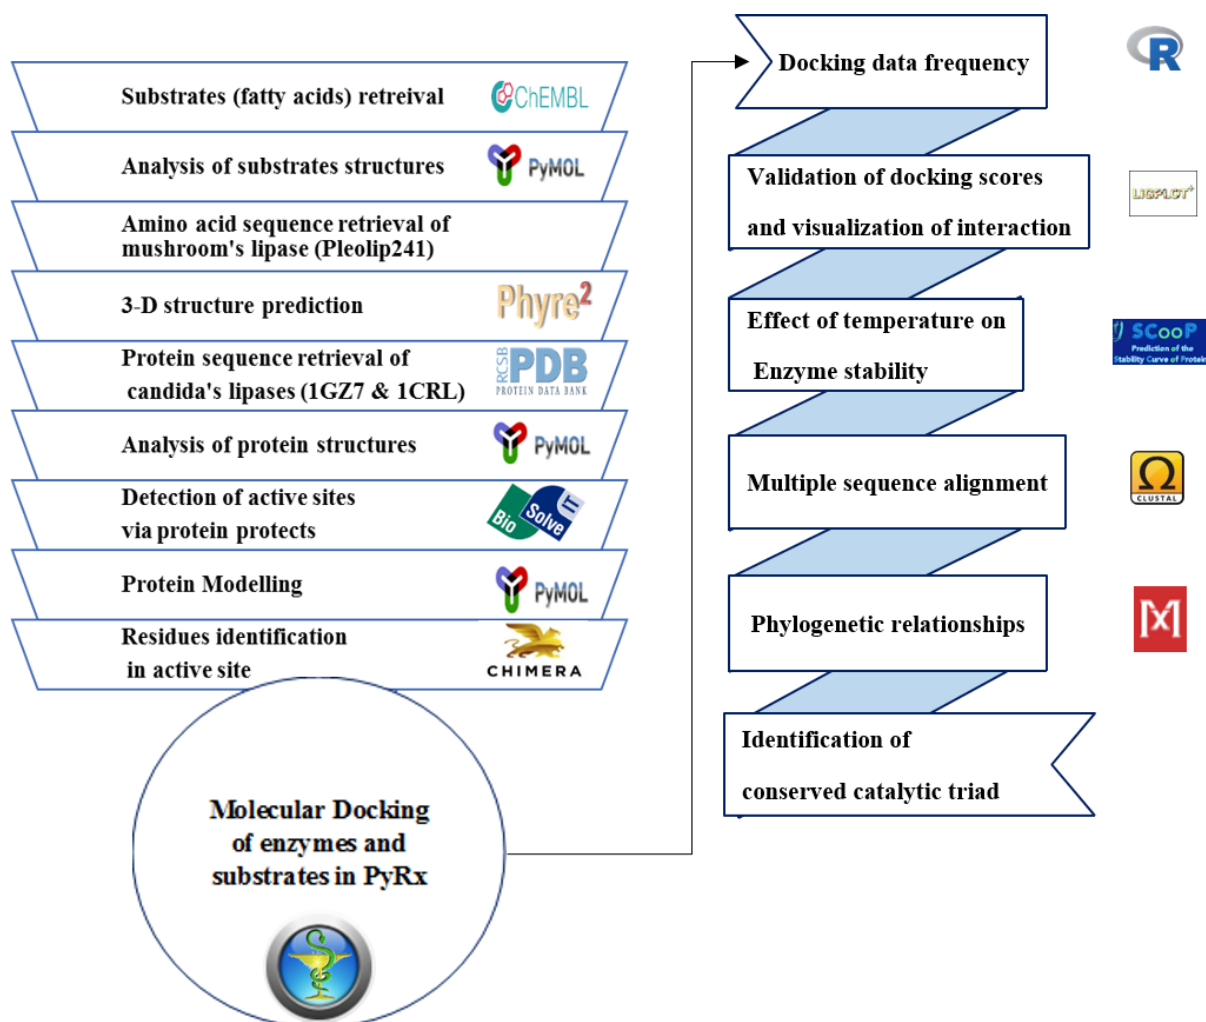 Substrates (fatty acids) retreival
ChEMBL
Analysis of substrates structures
PyMOL
Amino acid sequence retrieval of
mushroom's lipase (Pleolip241)
3-D structure prediction
Phyre2
Protein sequence retrieval of
candida's lipases (1GZ7 & 1CRL)
RCSB
PDB
PROTEIN DATA BANK
Analysis of protein structures
PyMOL
Detection of active sites
via protein protects
Bio
Solve
IT
Protein Modelling
PyMOL
Residues identification
in active site
CHIMERA
Molecular Docking
of enzymes and
substrates in PyRx
Docking data frequency
R
Validation of docking scores
and visualization of interaction
LIGPLOT+
Effect of temperature on
Enzyme stability
SCooP
Prediction of the
Stability Curve of Protein
Multiple sequence alignment
Ω
CLUSTAL
Phylogenetic relationships
M
X
Identification of
conserved catalytic triad